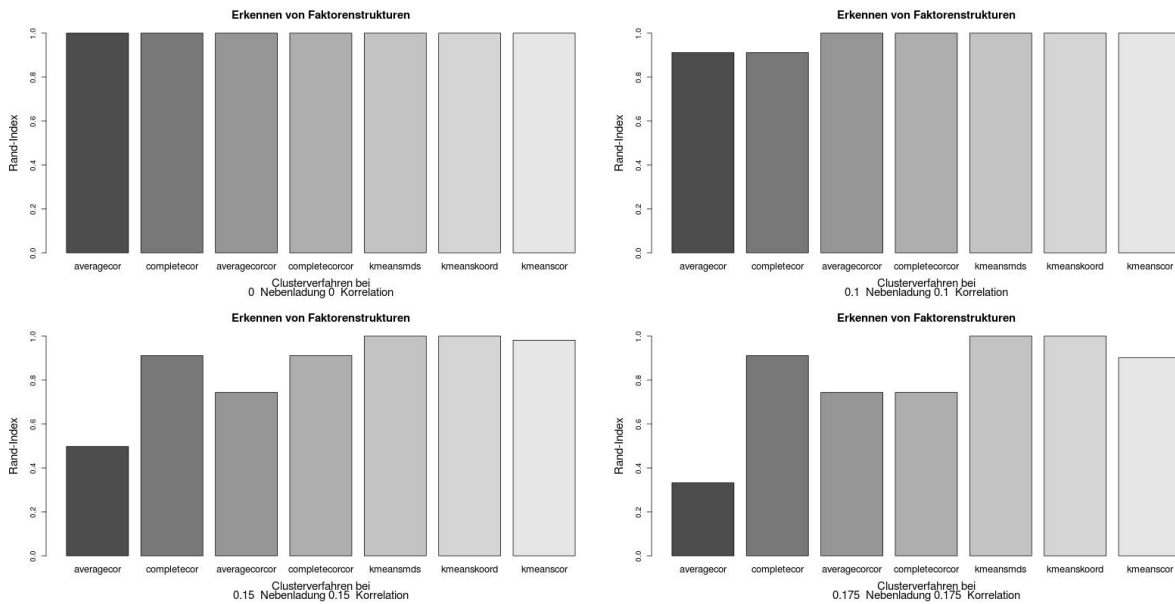 Erkennen von Faktorenstrukturen
Rand-Index
0.0 0.2 0.4 0.6 0.8 1.0
averagecor completecor averagecorcor completecorcor kmeansmds kmeanskoord kmeanscor
Clusterverfahren bei
0 Nebenladung 0 Korrelation
Erkennen von Faktorenstrukturen
Rand-Index
0.0 0.2 0.4 0.6 0.8 1.0
averagecor completecor averagecorcor completecorcor kmeansmds kmeanskoord kmeanscor
Clusterverfahren bei
0.1 Nebenladung 0.1 Korrelation
Erkennen von Faktorenstrukturen
Rand-Index
0.0 0.2 0.4 0.6 0.8 1.0
averagecor completecor averagecorcor completecorcor kmeansmds kmeanskoord kmeanscor
Clusterverfahren bei
0.15 Nebenladung 0.15 Korrelation
Erkennen von Faktorenstrukturen
Rand-Index
0.0 0.2 0.4 0.6 0.8 1.0
averagecor completecor averagecorcor completecorcor kmeansmds kmeanskoord kmeanscor
Clusterverfahren bei
0.175 Nebenladung 0.175 Korrelation